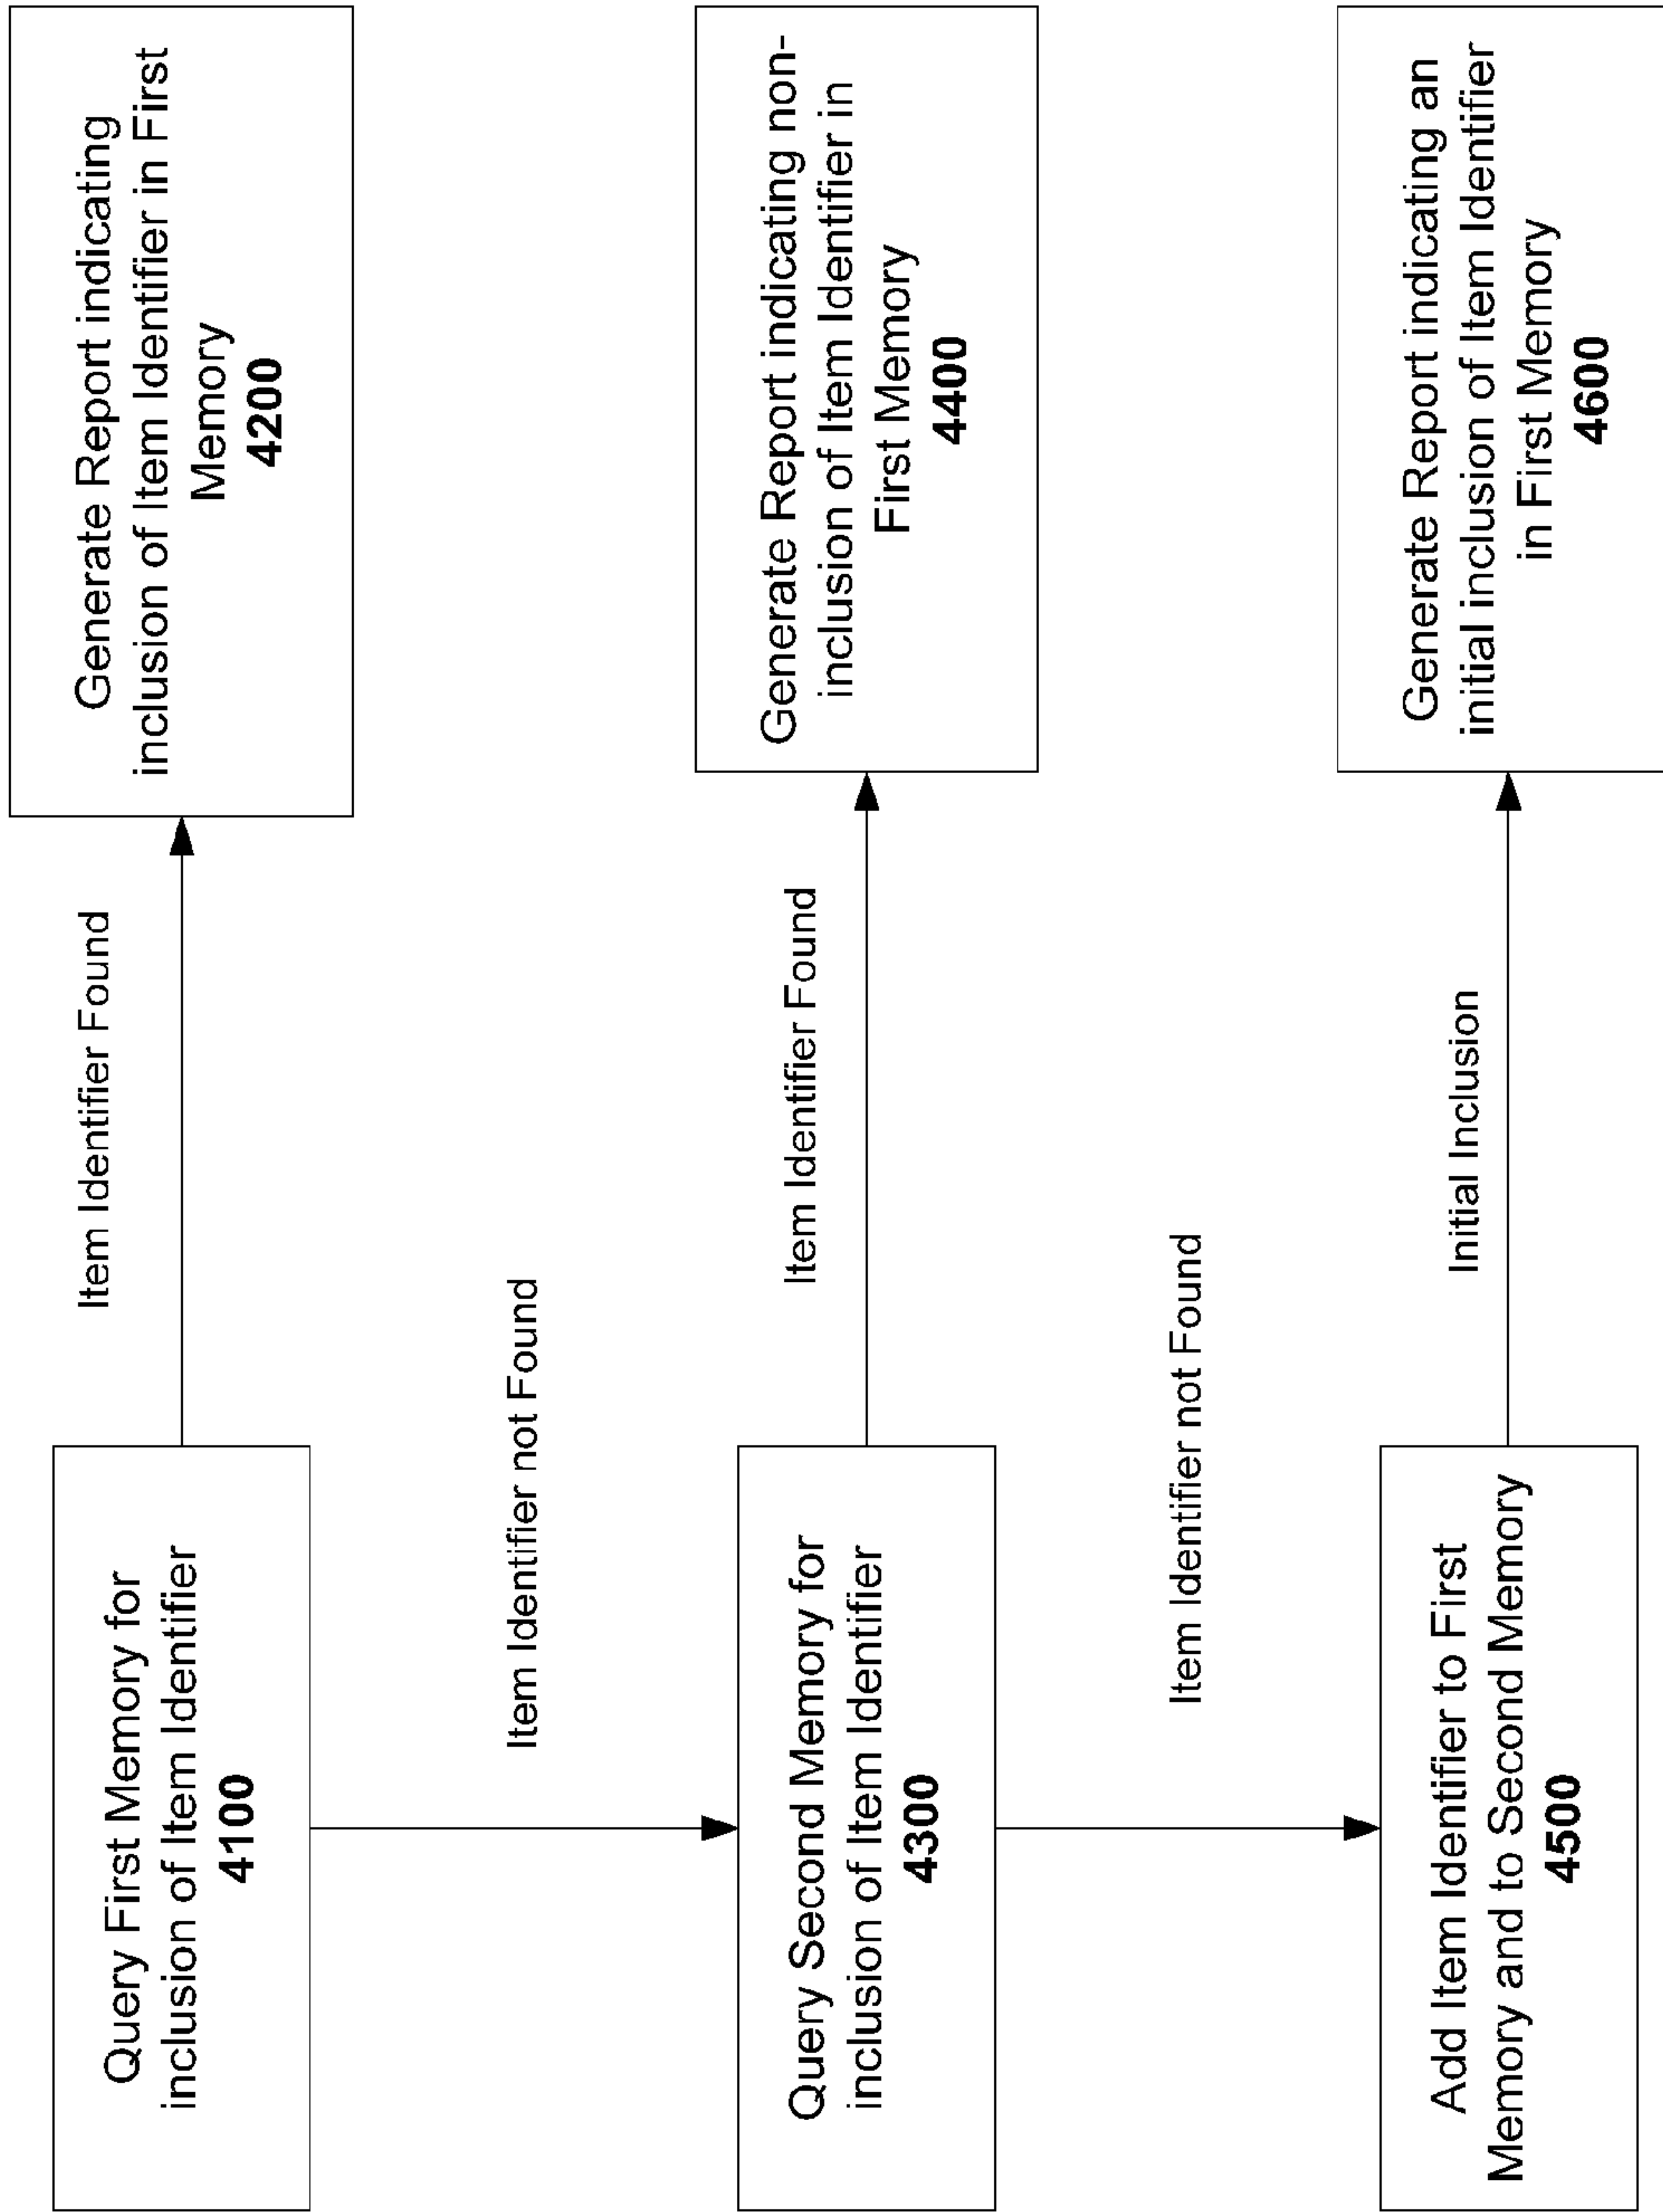 Query First Memory for
inclusion of Item Identifier
4100
Item Identifier Found
Generate Report indicating
inclusion of Item Identifier in First
Memory
4200
Item Identifier not Found
Query Second Memory for
inclusion of Item Identifier
4300
Item Identifier Found
Generate Report indicating non-
inclusion of Item Identifier in
First Memory
4400
Item Identifier not Found
Add Item Identifier to First
Memory and to Second Memory
4500
Initial Inclusion
Generate Report indicating an
initial inclusion of Item Identifier
in First Memory
4600